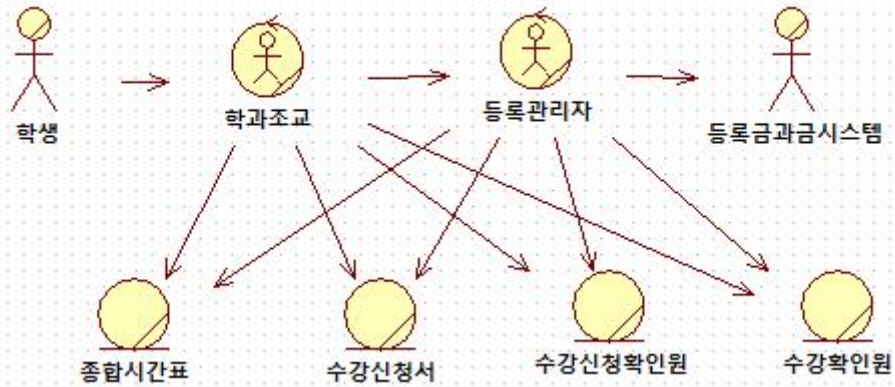 학생
학과조교
등록관리자
등록금과금시스템
종합시간표
수강신청서
수강신청확인원
수강확인원